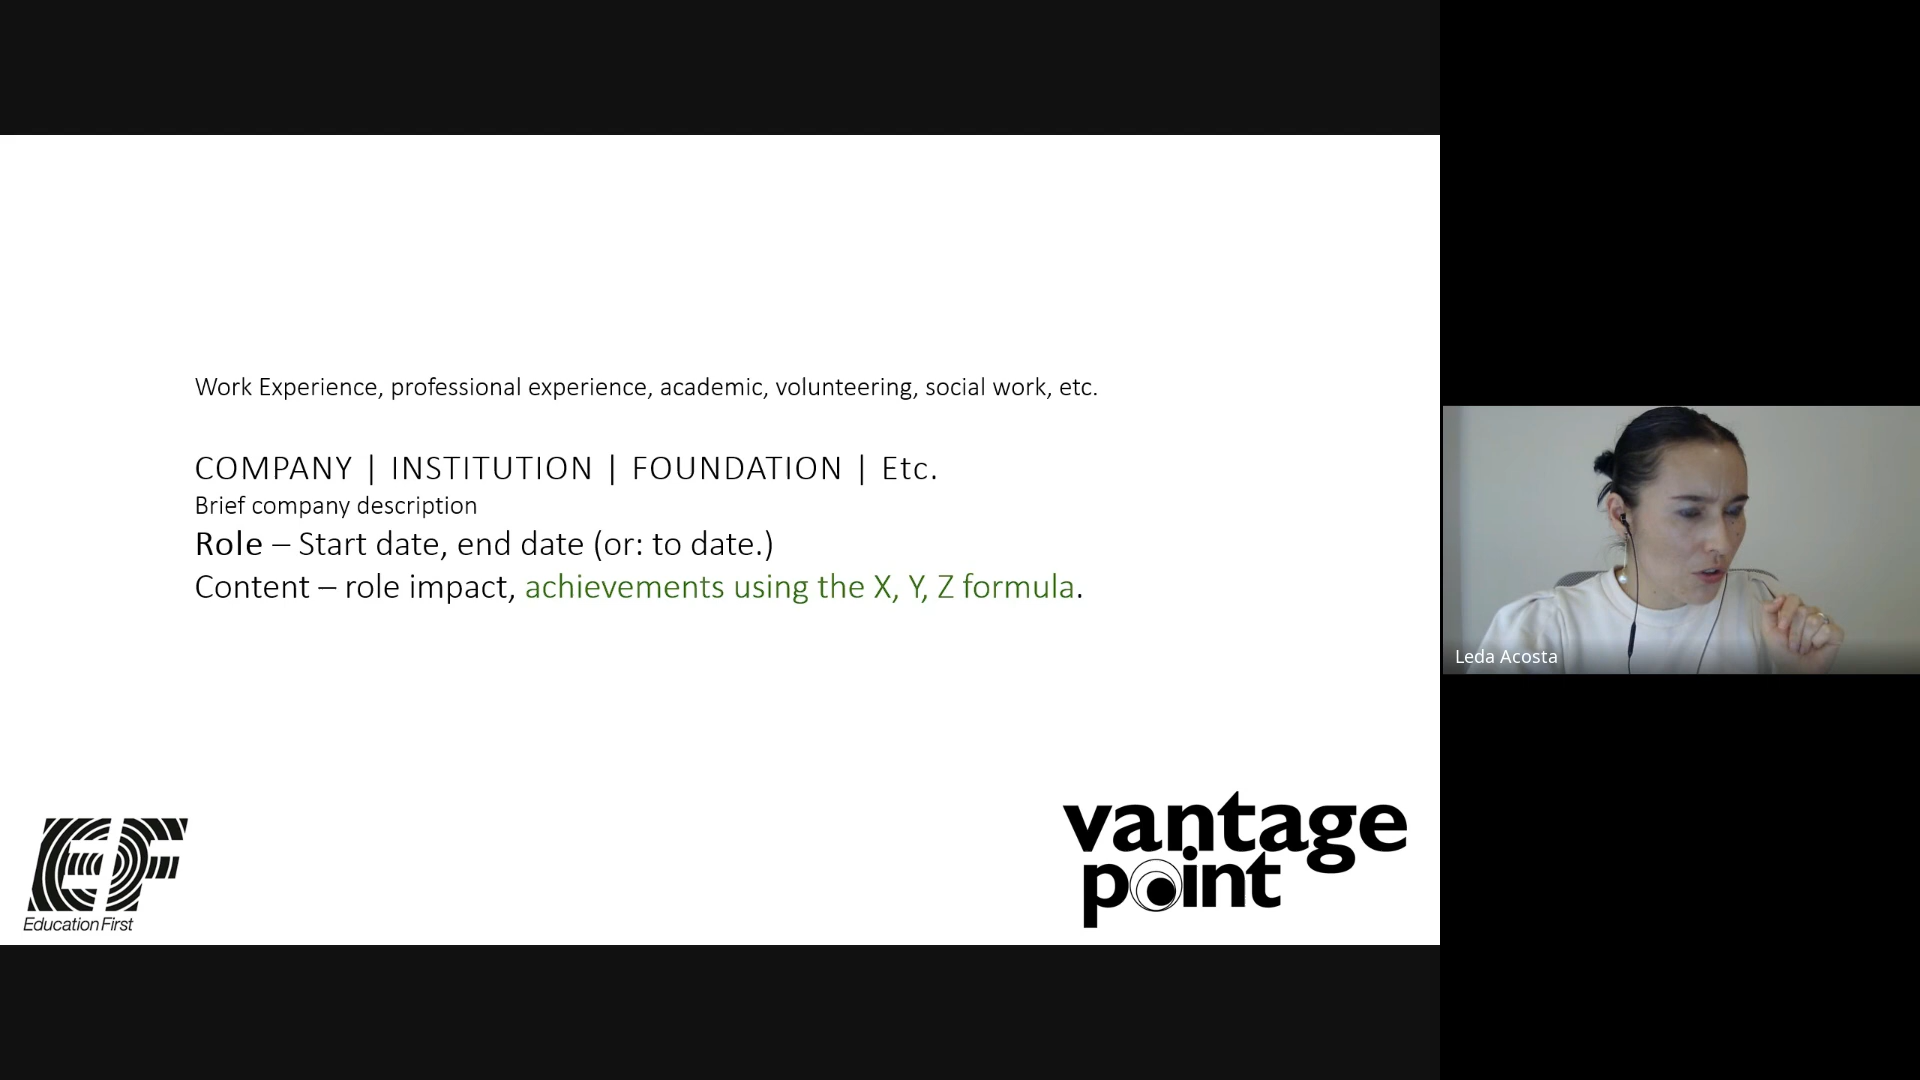 Work Experience, professional experience, academic, volunteering, social work, etc.
COMPANY | INSTITUTION | FOUNDATION | Etc.
Brief company description
Role – Start date, end date (or: to date.)
Content – role impact, achievements using the X, Y, Z formula.
Leda Acosta
EF
Education First
vantage
point